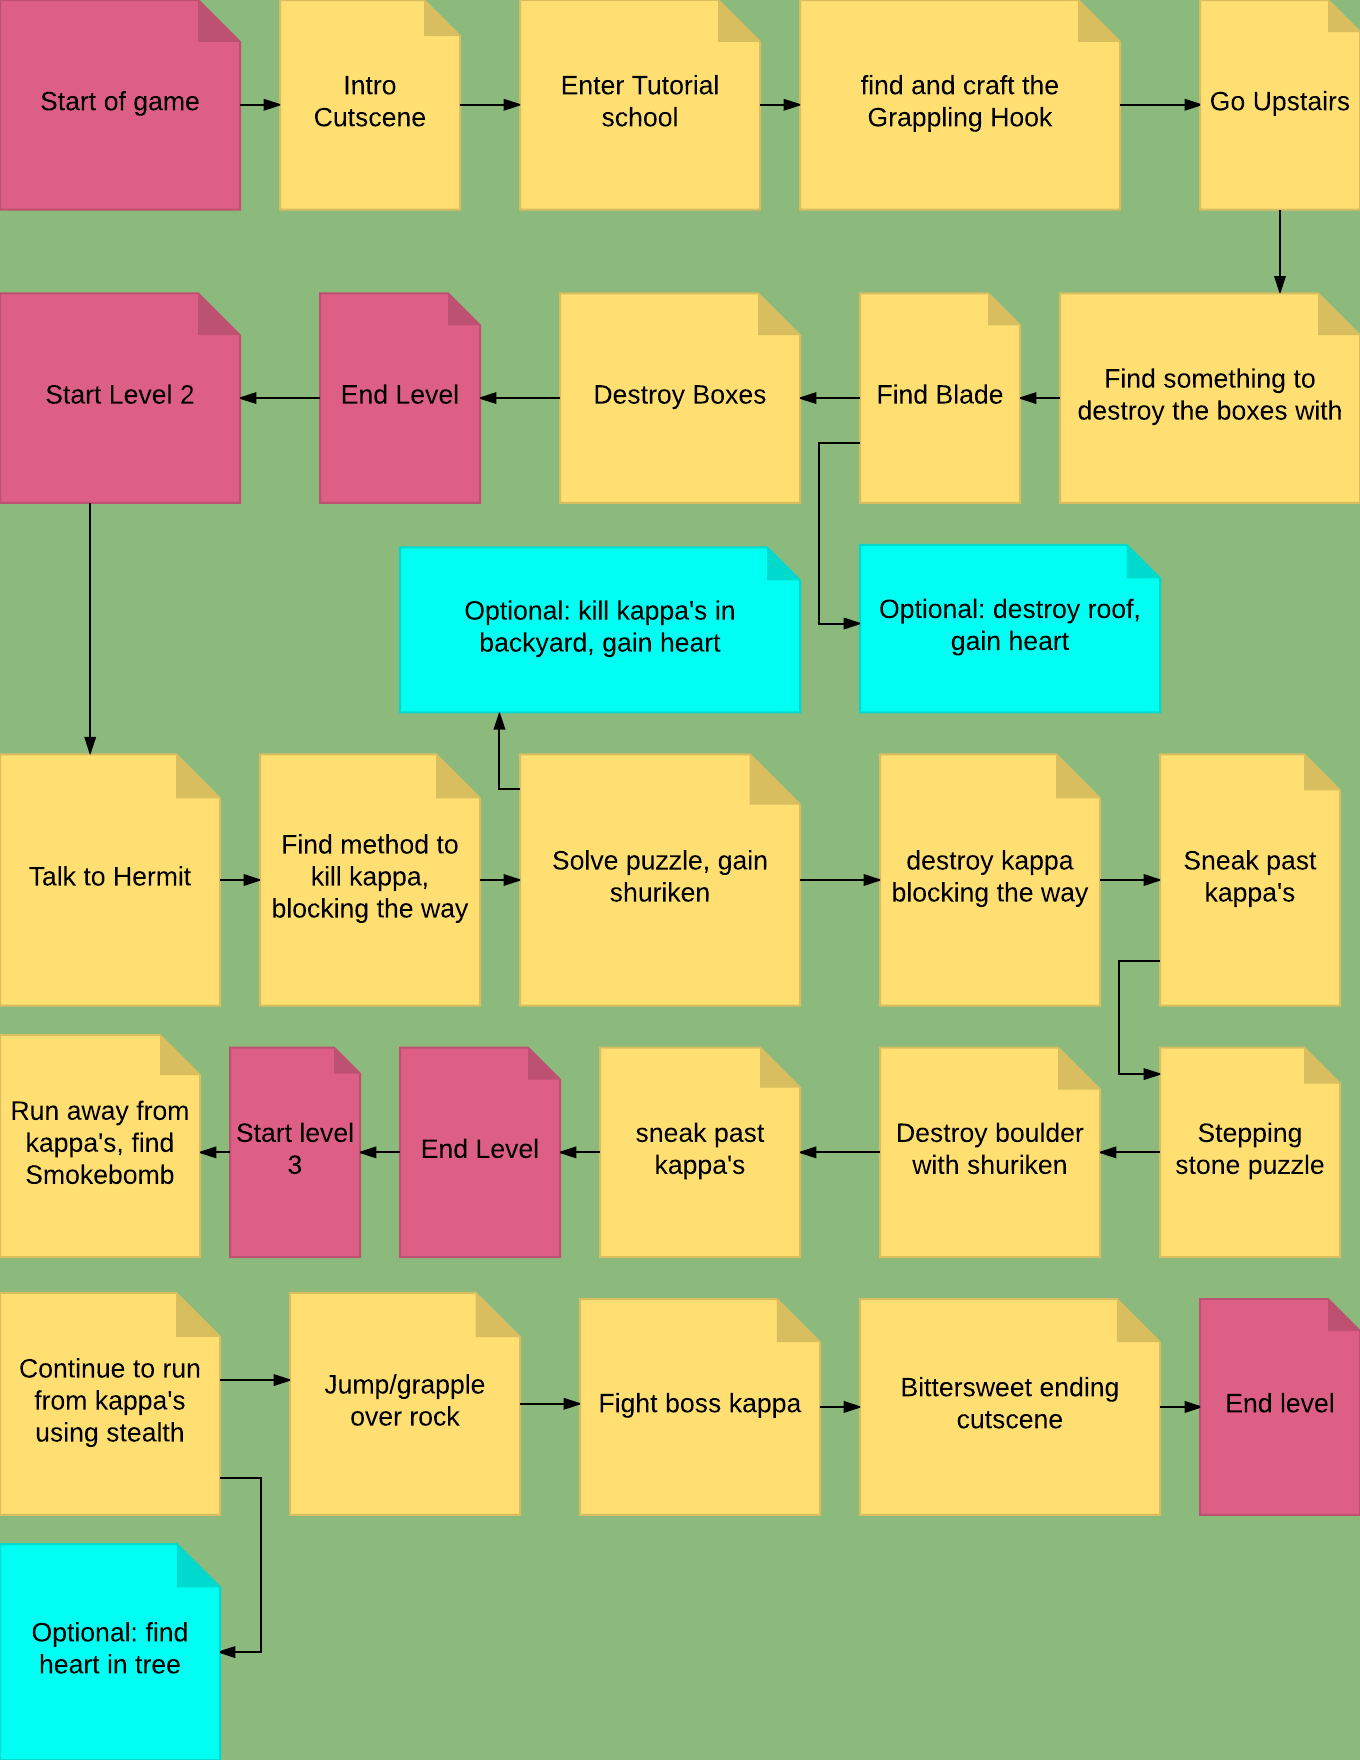 Start of game
Intro
Cutscene
Enter Tutorial
school
find and craft the
Grappling Hook
Go Upstairs
Find something to
destroy the boxes with
Find Blade
Destroy Boxes
End Level
Start Level 2
Optional: destroy roof,
gain heart
Optional: kill kappa's in
backyard, gain heart
Talk to Hermit
Find method to
kill kappa,
blocking the way
Solve puzzle, gain
shuriken
destroy kappa
blocking the way
Sneak past
kappa's
Stepping
stone puzzle
Destroy boulder
with shuriken
sneak past
kappa's
End Level
Start level
3
Run away from
kappa's, find
Smokebomb
Continue to run
from kappa's
using stealth
Jump/grapple
over rock
Fight boss kappa
Bittersweet ending
cutscene
End level
Optional: find
heart in tree